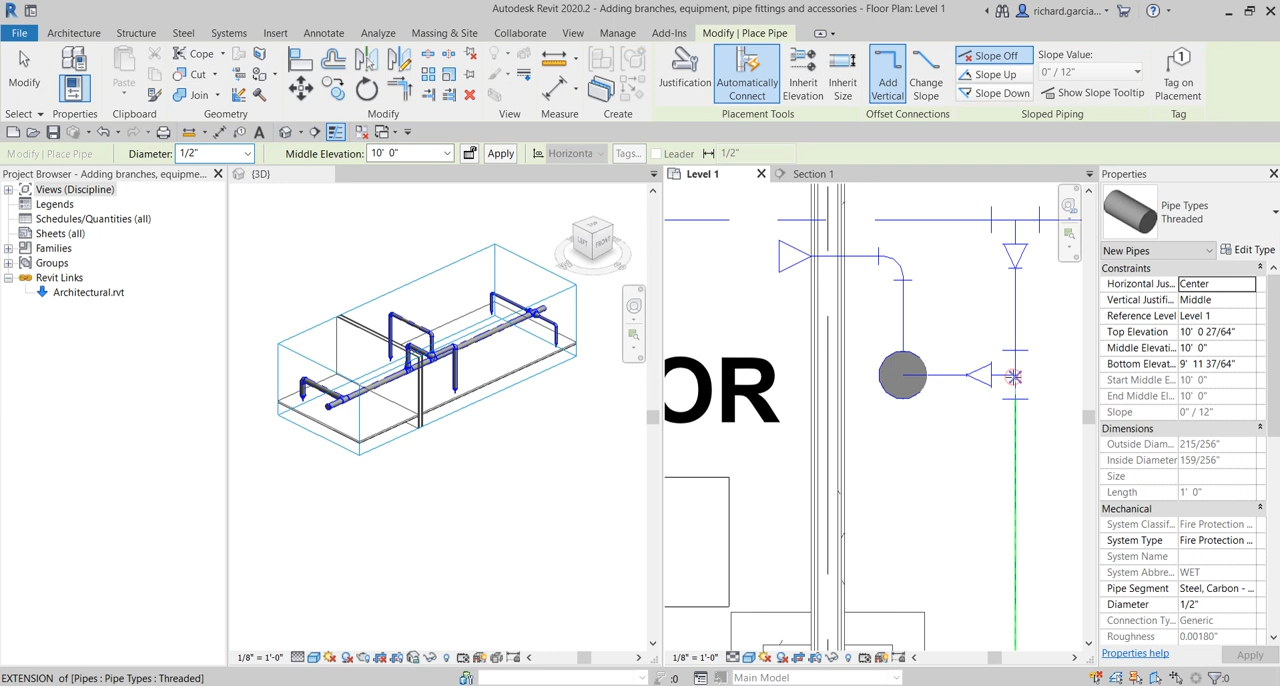 Autodesk Revit 2020.2 - Adding branches, equipment, pipe fittings and accessories - Floor Plan: Level 1
richard.garcia...
File Architecture Structure Steel Systems Insert Annotate Analyze Massing & Site Collaborate View Manage Add-Ins Modify | Place Pipe
Modify
Select
Properties
Paste
Clipboard
Cope
Cut
Join
Geometry
Modify
View
Measure
Create
Justification
Automatically
Connect
Inherit
Elevation
Inherit
Size
Placement Tools
Add
Vertical
Change
Slope
Offset Connections
Slope Off
Slope Up
Slope Down
Slope Value:
0" / 12"
Show Slope Tooltip
Sloped Piping
Tag on
Placement
Tag
Modify | Place Pipe Diameter: 1/2" Middle Elevation: 10' 0" Apply Horizonta Tags... Leader 1/2"
Project Browser - Adding branches, equipme...
Views (Discipline)
Legends
Schedules/Quantities (all)
Sheets (all)
Families
Groups
Revit Links
Architectural.rvt
{3D}
TOP
LEFT
FRONT
1/8" = 1'-0"
Level 1
Section 1
OR
1/8" = 1'-0"
Properties
Pipe Types
Threaded
New Pipes Edit Type
Constraints
Horizontal Jus... Center
Vertical Justifi... Middle
Reference Level Level 1
Top Elevation 10' 0 27/64"
Middle Elevat... 10' 0"
Bottom Elevat... 9' 11 37/64"
Start Middle E... 10' 0"
End Middle El... 10' 0"
Slope 0" / 12"
Dimensions
Outside Diam... 215/256"
Inside Diameter 159/256"
Size
Length 1' 0"
Mechanical
System Classif... Fire Protection ...
System Type Fire Protection ...
System Name
System Abbre... WET
Pipe Segment Steel, Carbon - ...
Diameter 1/2"
Connection Ty... Generic
Roughness 0.00180"
Properties help Apply
EXTENSION of [Pipes : Pipe Types : Threaded] :0 Main Model :0